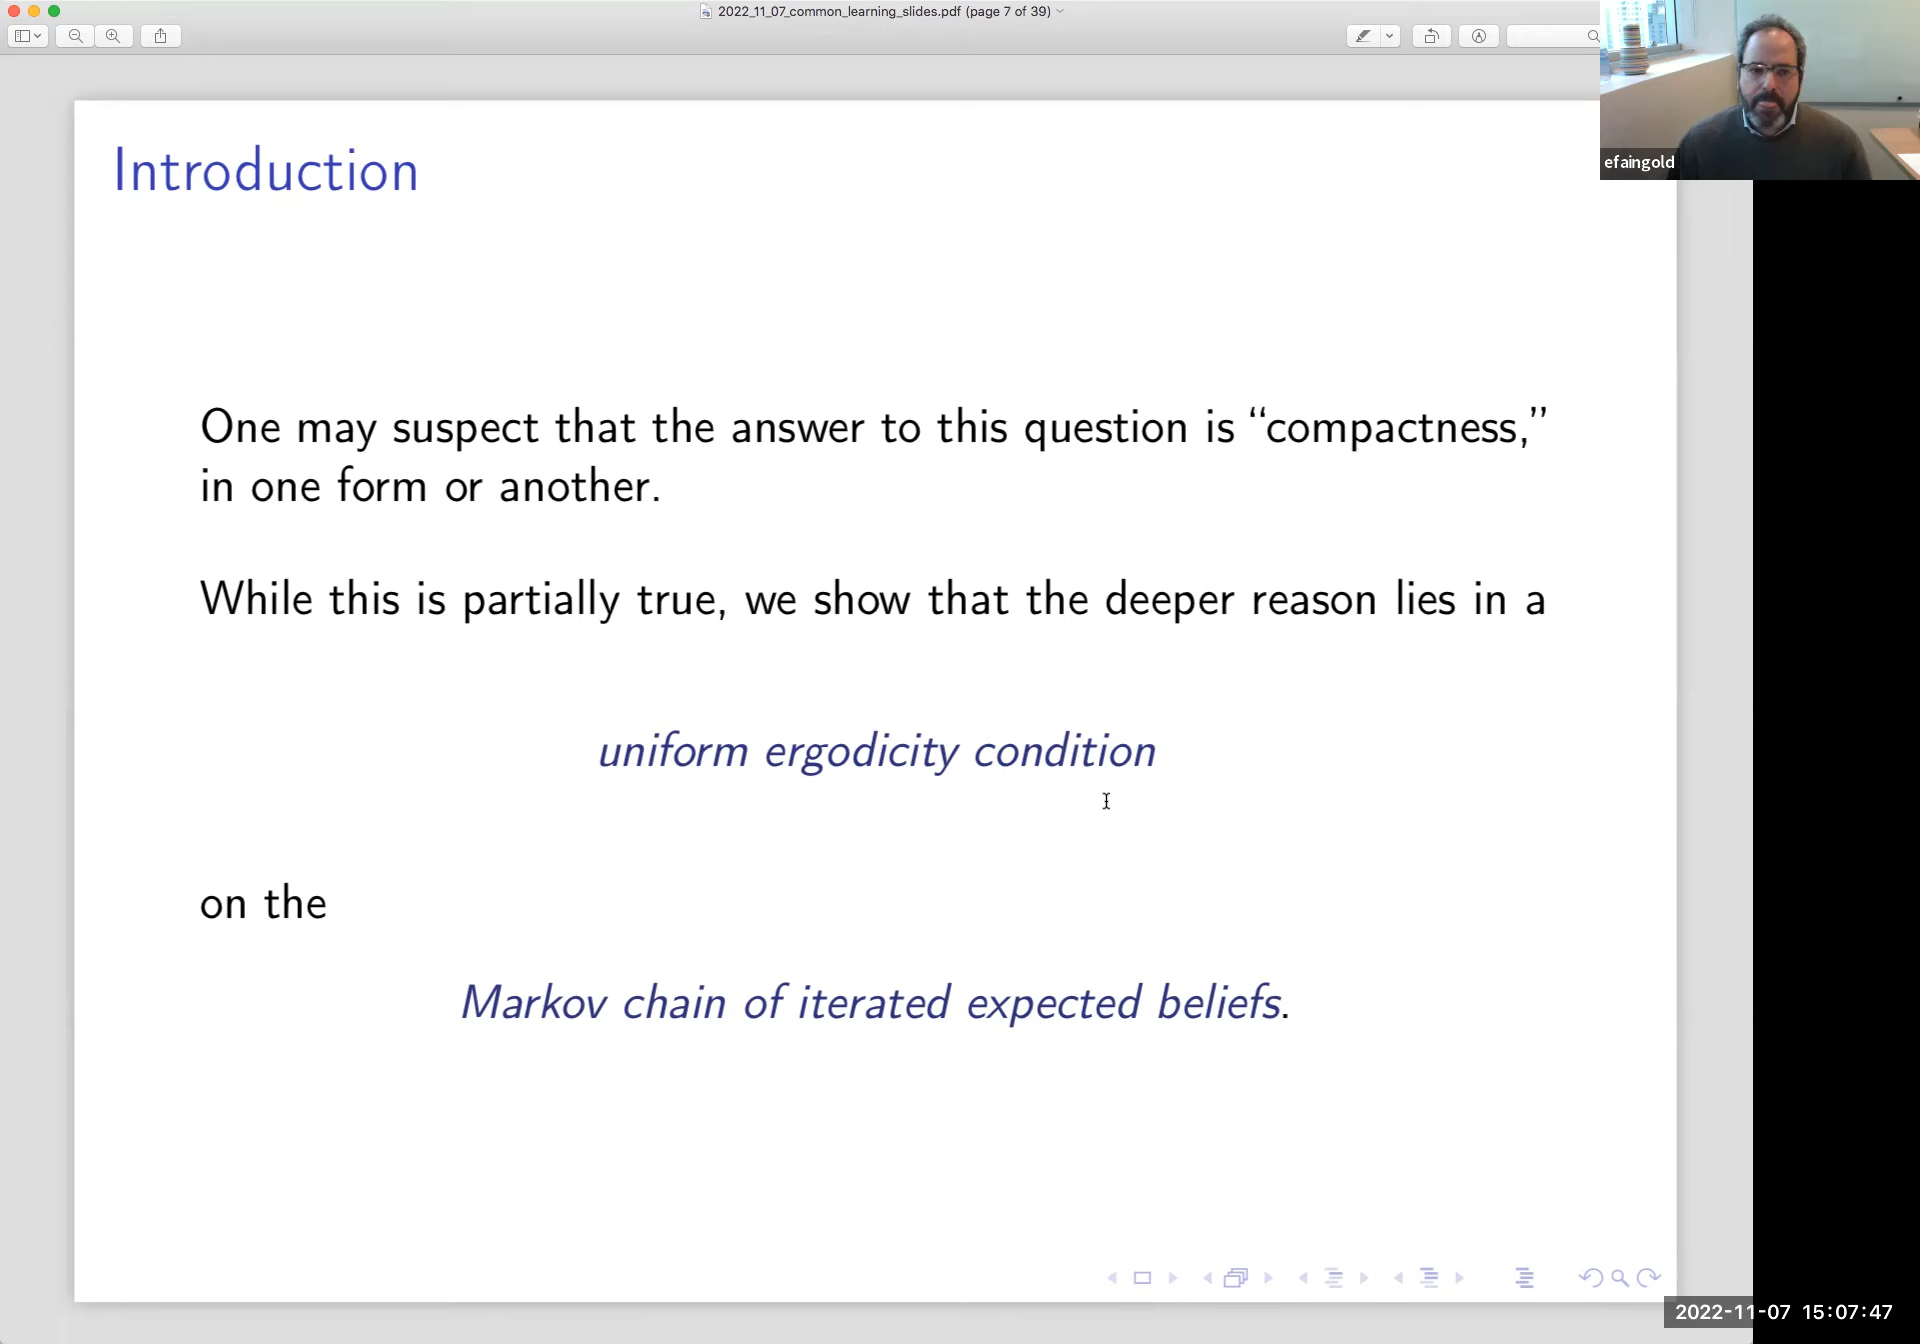 2022_11_07_common_learning_slides.pdf (page 7 of 39)
efaingold
Introduction
One may suspect that the answer to this question is “compactness,”
in one form or another.
While this is partially true, we show that the deeper reason lies in a
uniform ergodicity condition
on the
Markov chain of iterated expected beliefs.
2022-11-07 15:07:47